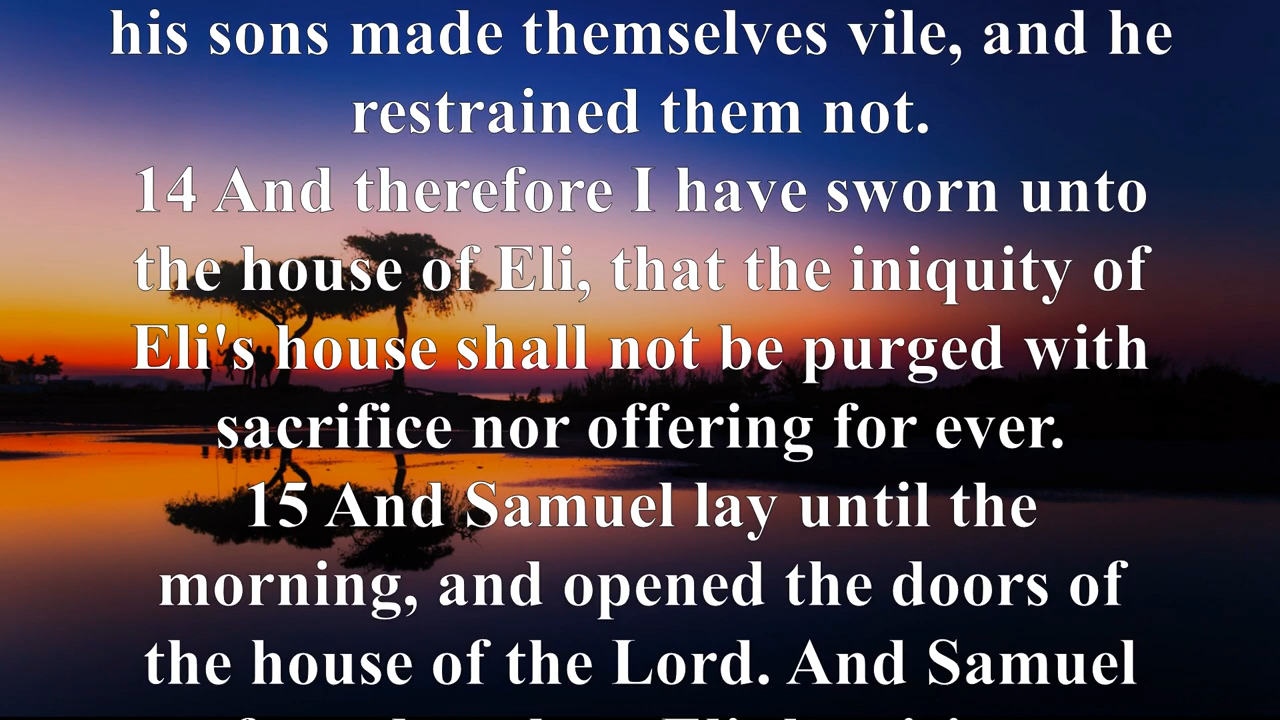 his sons made themselves vile, and he
restrained them not.
14 And therefore I have sworn unto
the house of Eli, that the iniquity of
Eli's house shall not be purged with
sacrifice nor offering for ever.
15 And Samuel lay until the
morning, and opened the doors of
the house of the Lord. And Samuel